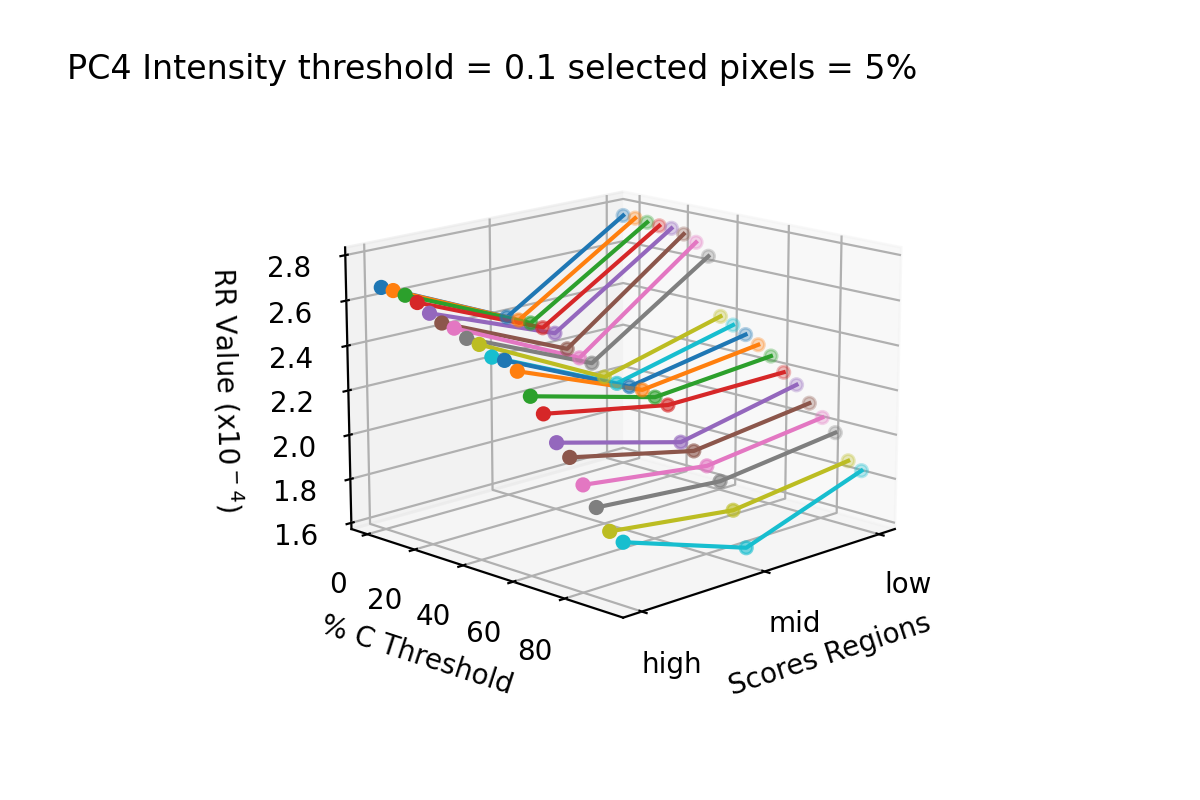 PC4 Intensity threshold = 0.1 selected pixels = 5%
RR Value (x10⁻⁴)
2.8
2.6
2.4
2.2
2.0
1.8
1.6
0
20
40
60
80
% C Threshold
high
mid
low
Scores Regions